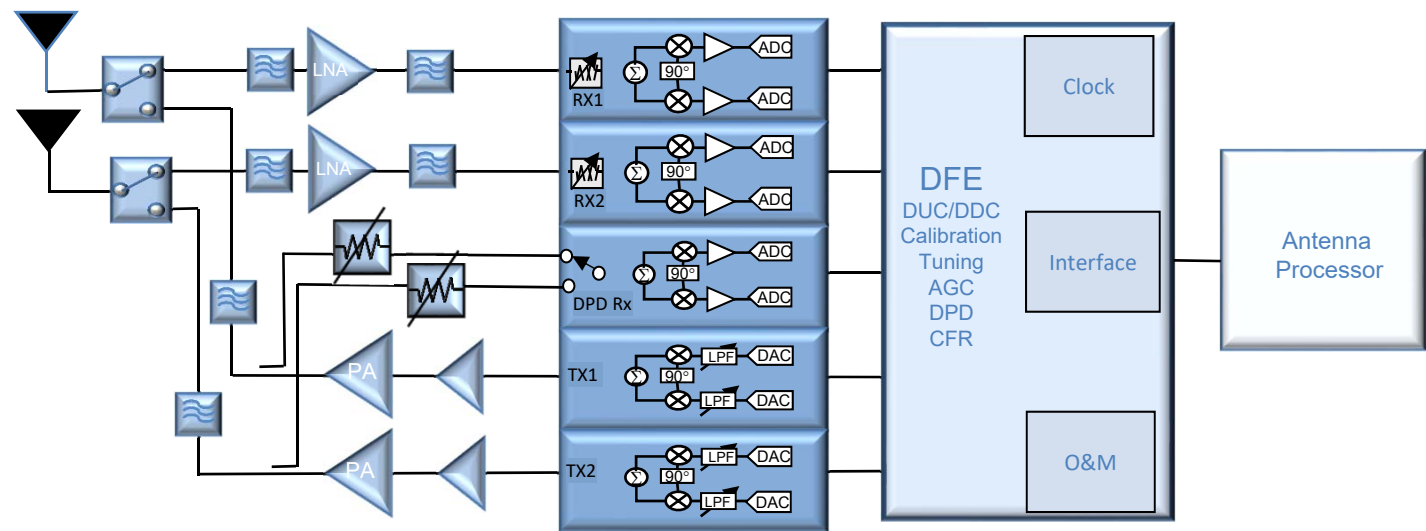 LNA
RX1
Σ
90°
ADC
ADC
LNA
RX2
Σ
90°
ADC
ADC
DPD Rx
Σ
90°
ADC
ADC
PA
TX1
Σ
90°
LPF
DAC
LPF
DAC
PA
TX2
Σ
90°
LPF
DAC
LPF
DAC
DFE
DUC/DDC
Calibration
Tuning
AGC
DPD
CFR
Clock
Interface
O&M
Antenna
Processor